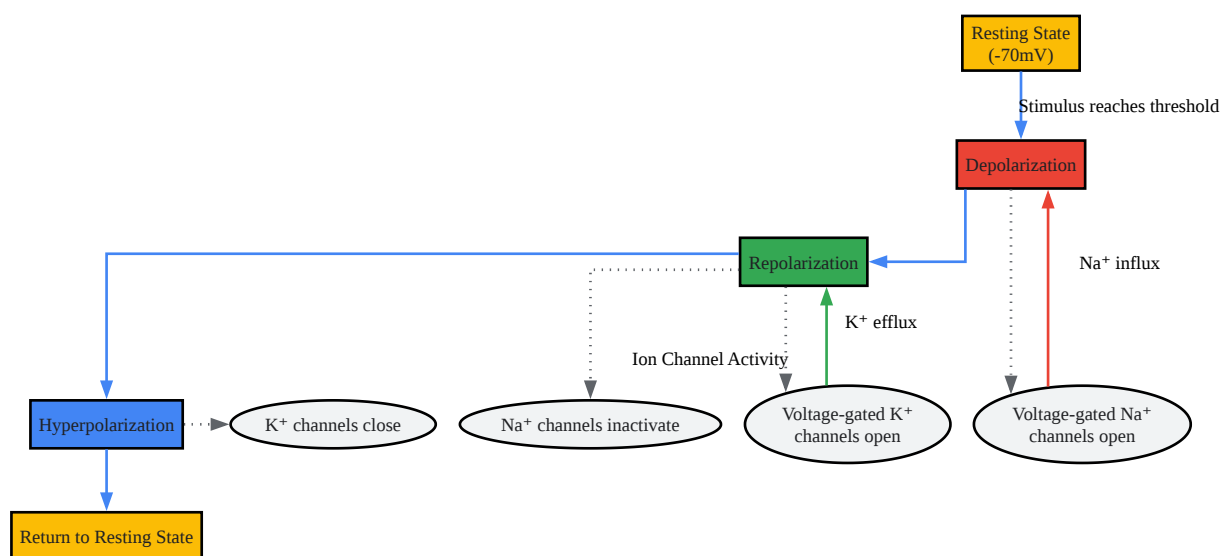 Resting State
(-70mV)
Stimulus reaches threshold
Depolarization
Repolarization
Na⁺ influx
K⁺ efflux
Ion Channel Activity
Hyperpolarization
K⁺ channels close
Na⁺ channels inactivate
Voltage-gated K⁺
channels open
Voltage-gated Na⁺
channels open
Return to Resting State